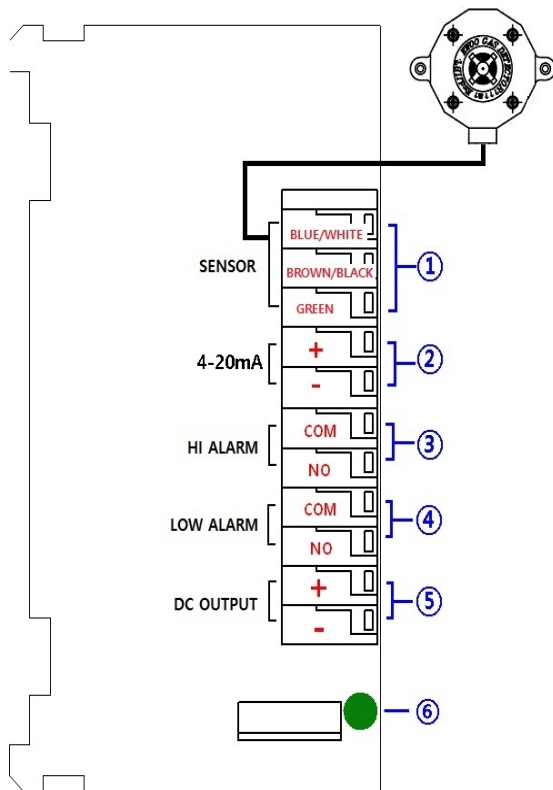 BLUE/WHITE
SENSOR
BROWN/BLACK
GREEN
①
4-20mA
+
-
②
HI ALARM
COM
NO
③
LOW ALARM
COM
NO
④
DC OUTPUT
+
-
⑤
⑥